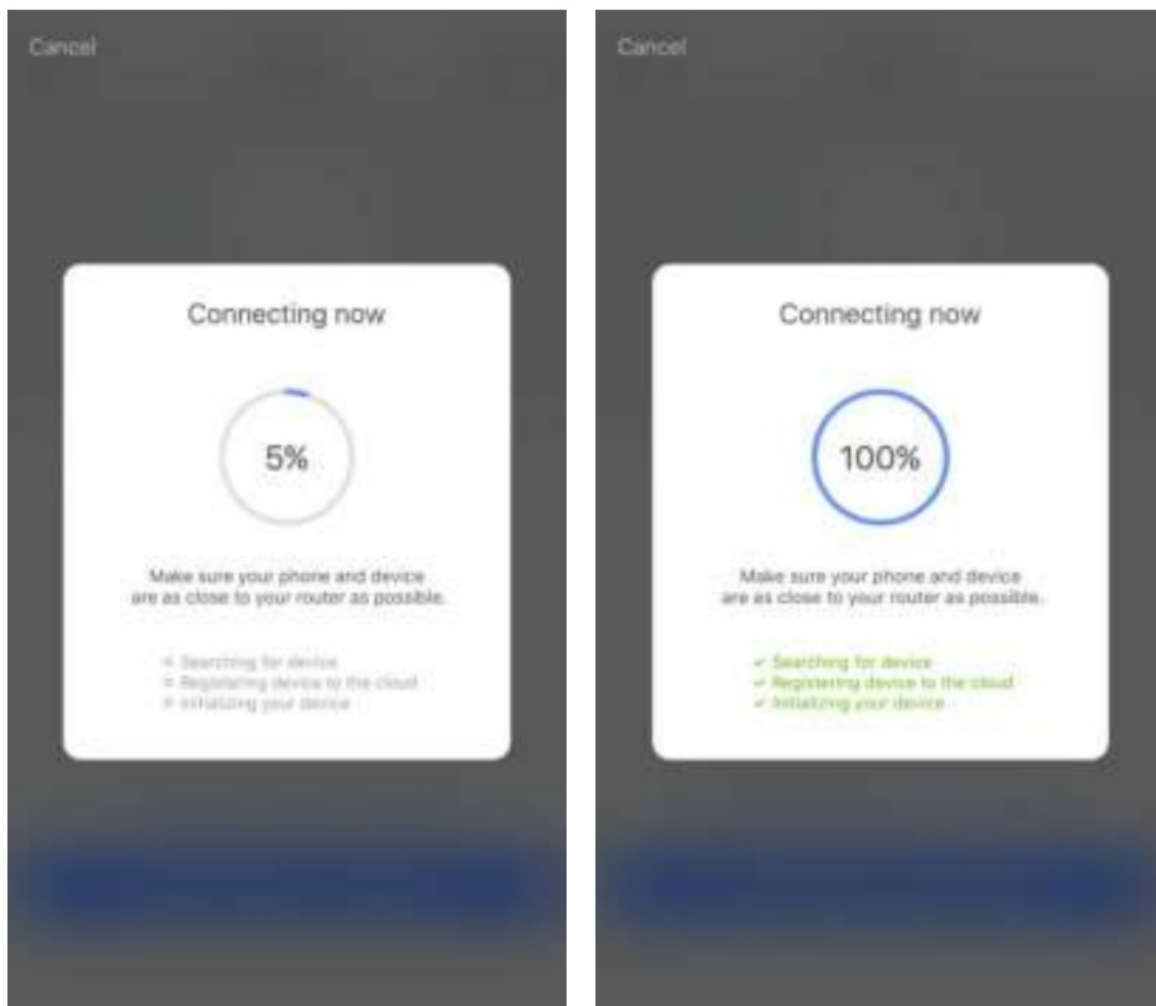 Cancel
Connecting now
5%
Make sure your phone and device
are as close to your router as possible.
Searching for device
Registering device to the cloud
Initializing your device
Cancel
Connecting now
100%
Make sure your phone and device
are as close to your router as possible.
✓ Searching for device
✓ Registering device to the cloud
✓ Initializing your device